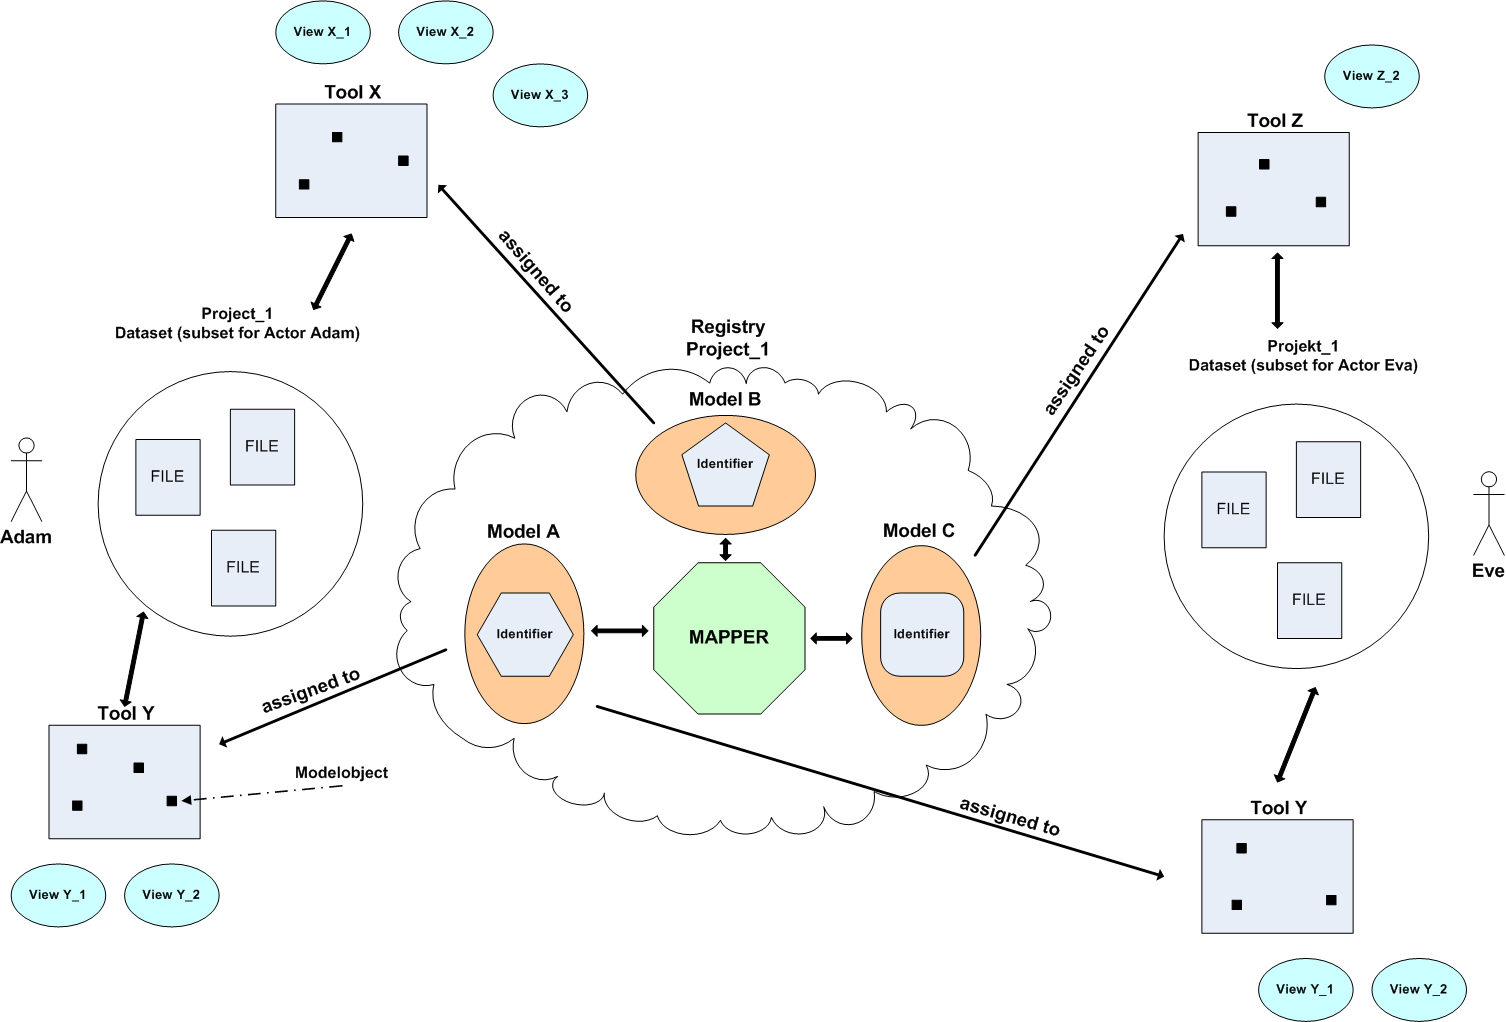 View X_1
View X_2
View X_3
View Z_2
Tool X
Tool Z
assigned to
assigned to
Project_1
Dataset (subset for Actor Adam)
Registry
Project_1
Projekt_1
Dataset (subset for Actor Eva)
Model B
Identifier
FILE
FILE
FILE
Adam
FILE
FILE
FILE
Eve
Model A
Identifier
MAPPER
Model C
Identifier
assigned to
Tool Y
Modelobject
assigned to
Tool Y
View Y_1
View Y_2
View Y_1
View Y_2